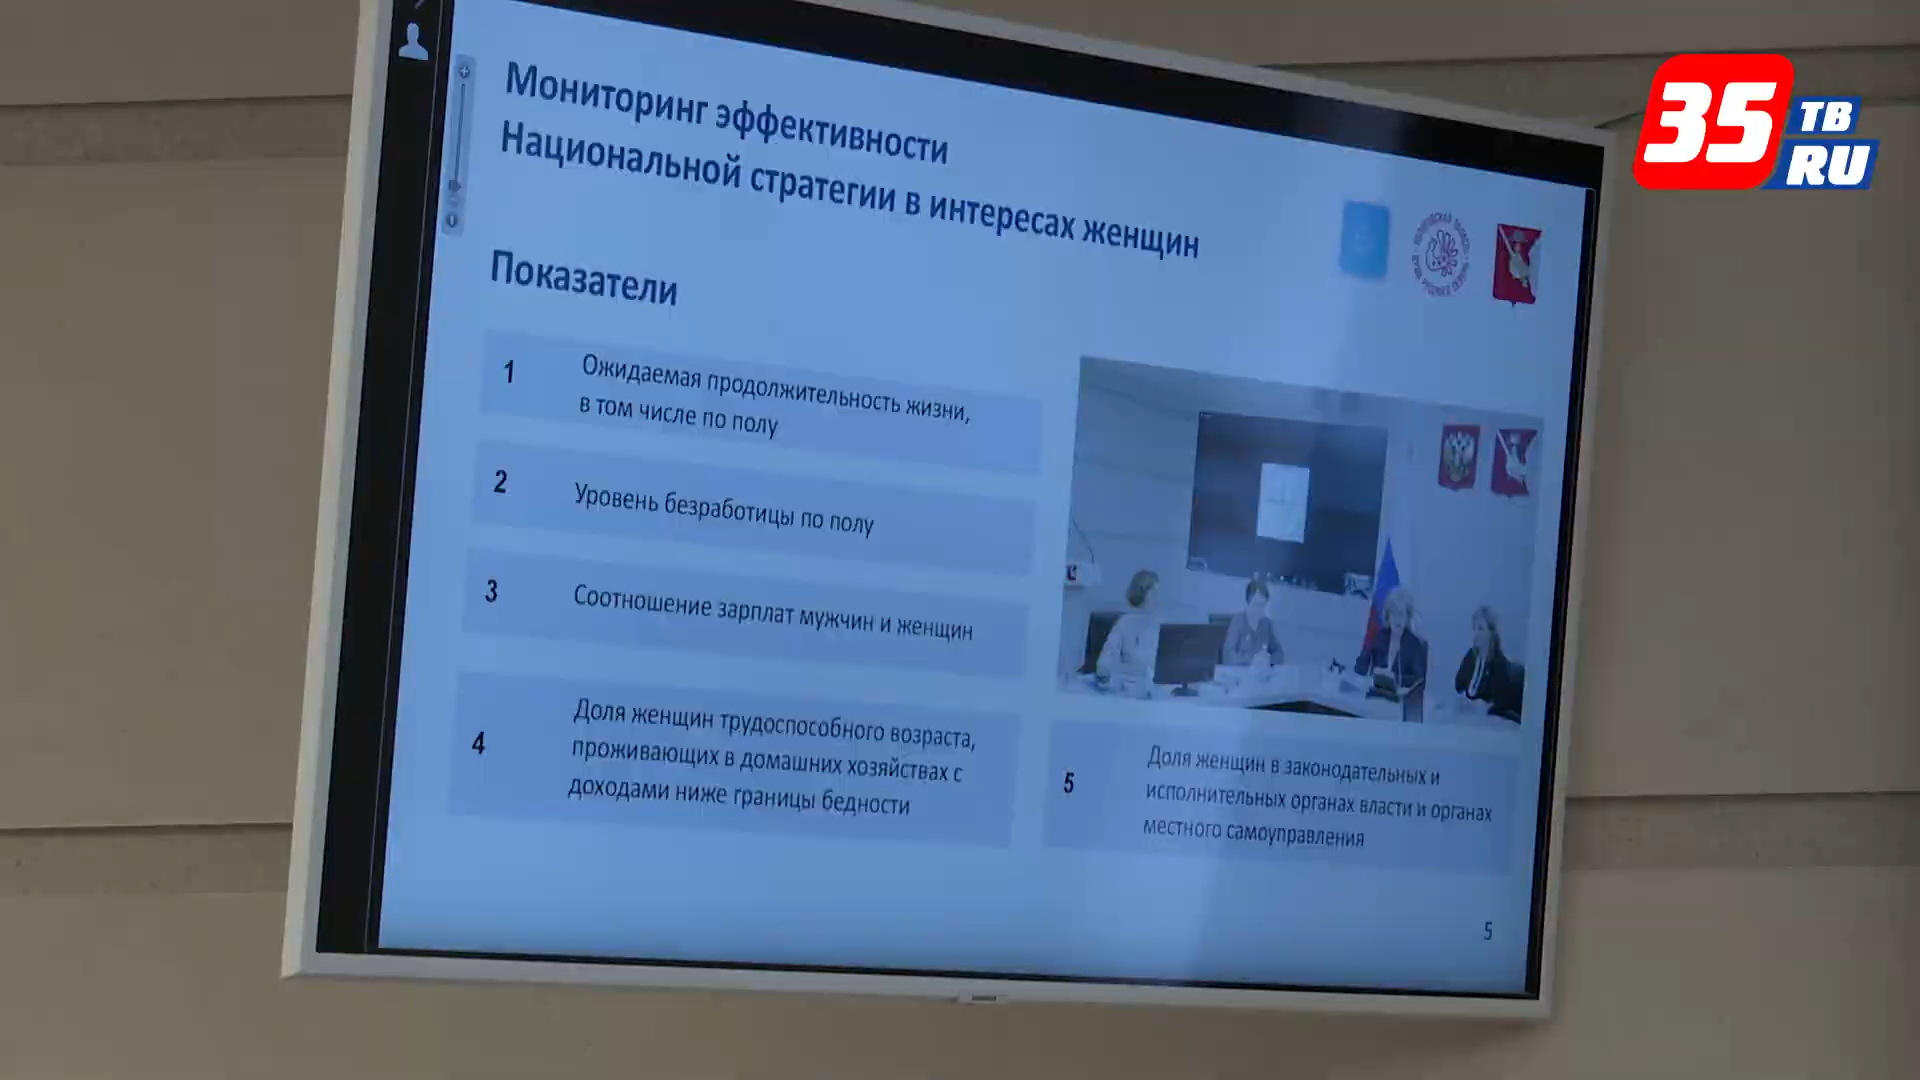 35
ТВ
RU
Мониторинг эффективности
Национальной стратегии в интересах женщин
Показатели
1
Ожидаемая продолжительность жизни,
в том числе по полу
2
Уровень безработицы по полу
3
Соотношение зарплат мужчин и женщин
4
Доля женщин трудоспособного возраста,
проживающих в домашних хозяйствах с
доходами ниже границы бедности
5
Доля женщин в законодательных и
исполнительных органах власти и органах
местного самоуправления
5